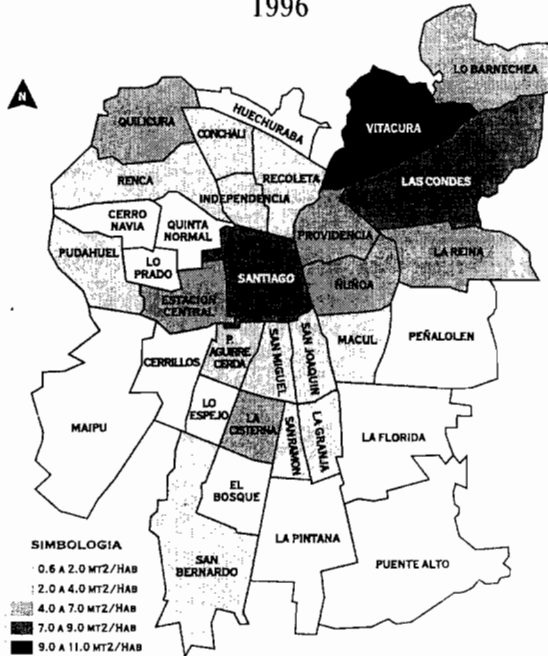 1996
LO BARNECHEA
N
QUILICURA
HUECHURABA
CONCHALI
VITACURA
RENCA
RECOLETA
LAS CONDES
INDEPENDENCIA
CERRO
NAVIA
QUINTA
NORMAL
PROVIDENCIA
PUDAHUEL
LO
PRADO
LA REINA
SANTIAGO
ÑUÑOA
ESTACION
CENTRAL
P.
AGUIRRE
CERDA
SAN MIGUEL
SAN JOAQUIN
MACUL
PEÑALOLEN
CERRILLOS
MAIPU
LO
ESPEJO
LA
CISTERNA
SAN RAMON
LA GRANJA
LA FLORIDA
EL
BOSQUE
LA PINTANA
SAN
BERNARDO
PUENTE ALTO
SIMBOLOGIA
0.6 A 2.0 MT2/HAB
2.0 A 4.0 MT2/HAB
4.0 A 7.0 MT2/HAB
7.0 A 9.0 MT2/HAB
9.0 A 11.0 MT2/HAB